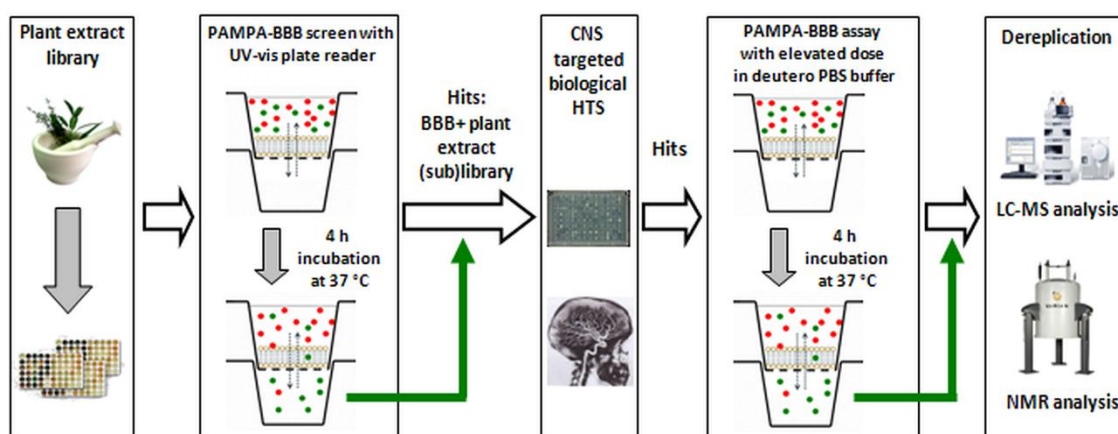 Plant extract
library
PAMPA-BBB screen with
UV-vis plate reader
4 h
incubation
at 37 °C
Hits:
BBB+ plant
extract
(sub)library
CNS
targeted
biological
HTS
Hits
PAMPA-BBB assay
with elevated dose
in deutero PBS buffer
4 h
incubation
at 37 °C
Dereplication
LC-MS analysis
NMR analysis